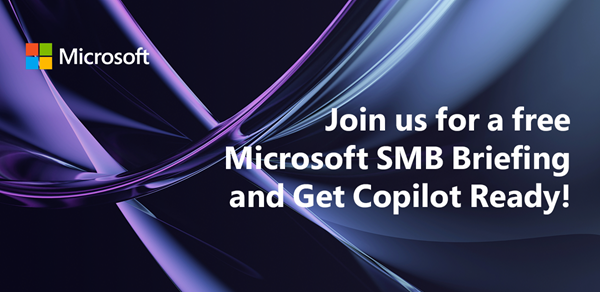 Microsoft
Join us for a free
Microsoft SMB Briefing
and Get Copilot Ready!